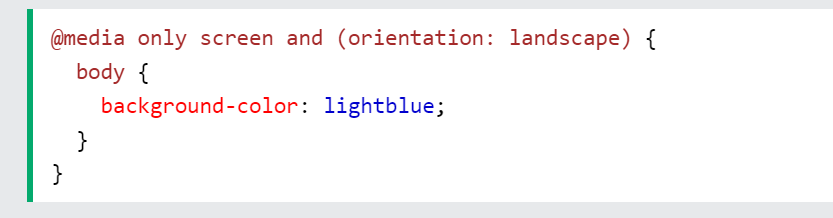 @media only screen and (orientation: landscape) {
  body {
    background-color: lightblue;
  }
}